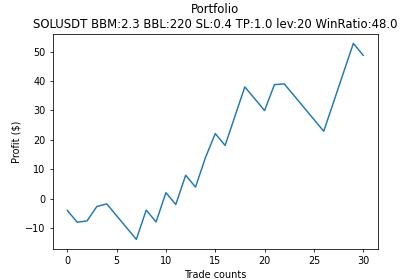 Portfolio
SOLUSDT BBM:2.3 BBL:220 SL:0.4 TP:1.0 lev:20 WinRatio:48.0
Profit ($)
50
40
30
20
10
0
−10
0 5 10 15 20 25 30
Trade counts